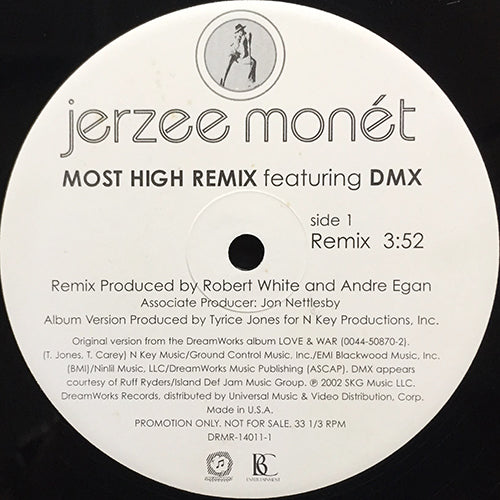 jerzee monét
MOST HIGH REMIX featuring DMX
side 1
Remix 3:52
Remix Produced by Robert White and Andre Egan
Associate Producer: Jon Nettlesby
Album Version Produced by Tyrice Jones for N Key Productions, Inc.
Original version from the DreamWorks album LOVE & WAR (0044-50870-2).
(T. Jones, T. Carey) N Key Music/Ground Control Music, Inc./EMI Blackwood Music, Inc.
(BMI)/Ninlil Music, LLC/DreamWorks Music Publishing (ASCAP). DMX appears
courtesy of Ruff Ryders/Island Def Jam Music Group. ℗ 2002 SKG Music LLC.
DreamWorks Records, distributed by Universal Music & Video Distribution, Corp.
Made in U.S.A.
PROMOTION ONLY. NOT FOR SALE. 33 1/3 RPM
DRMR-14011-1
BC
ENTERTAINMENT